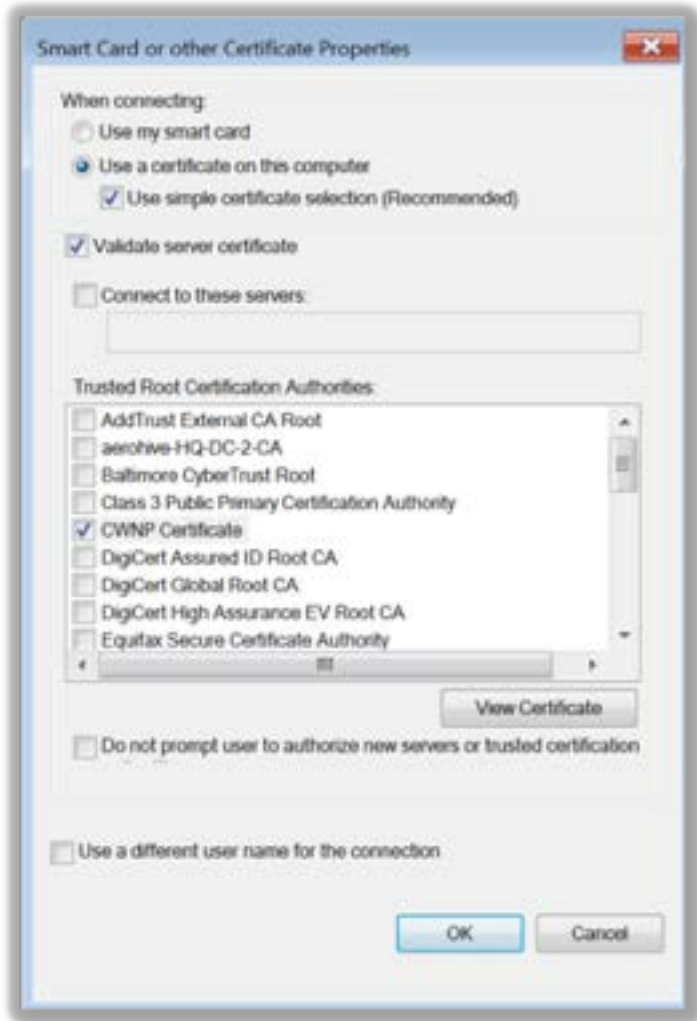 Smart Card or other Certificate Properties
When connecting:
Use my smart card
Use a certificate on this computer
Use simple certificate selection (Recommended)
Validate server certificate
Connect to these servers:
Trusted Root Certification Authorities:
AddTrust External CA Root
aerohive-HQ-DC-2-CA
Baltimore CyberTrust Root
Class 3 Public Primary Certification Authority
CWNP Certificate
DigiCert Assured ID Root CA
DigiCert Global Root CA
DigiCert High Assurance EV Root CA
Equifax Secure Certificate Authority
View Certificate
Do not prompt user to authorize new servers or trusted certification
Use a different user name for the connection
OK
Cancel